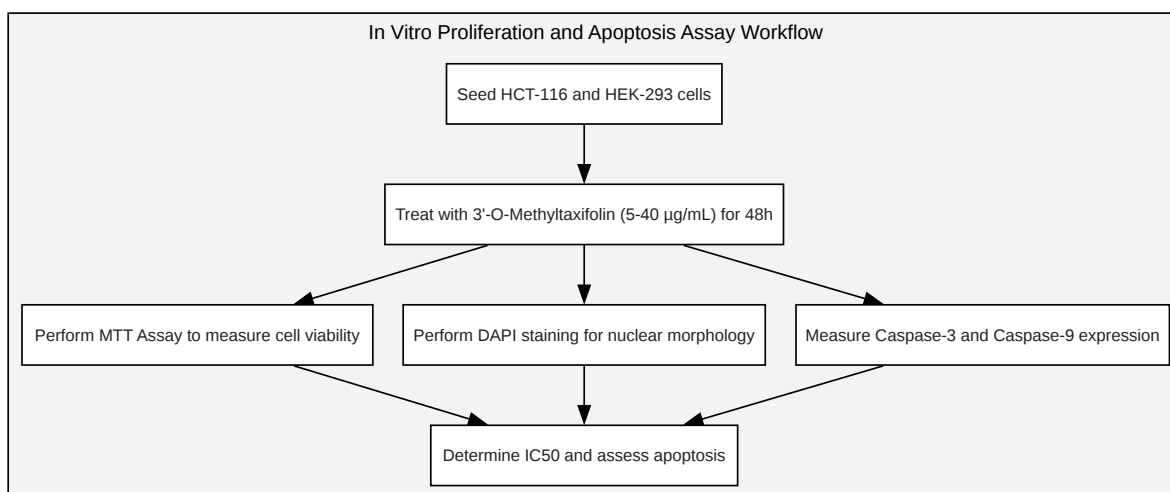 In Vitro Proliferation and Apoptosis Assay Workflow
Seed HCT-116 and HEK-293 cells
Treat with 3'-O-Methyltaxifolin (5-40 µg/mL) for 48h
Perform MTT Assay to measure cell viability
Perform DAPI staining for nuclear morphology
Measure Caspase-3 and Caspase-9 expression
Determine IC50 and assess apoptosis